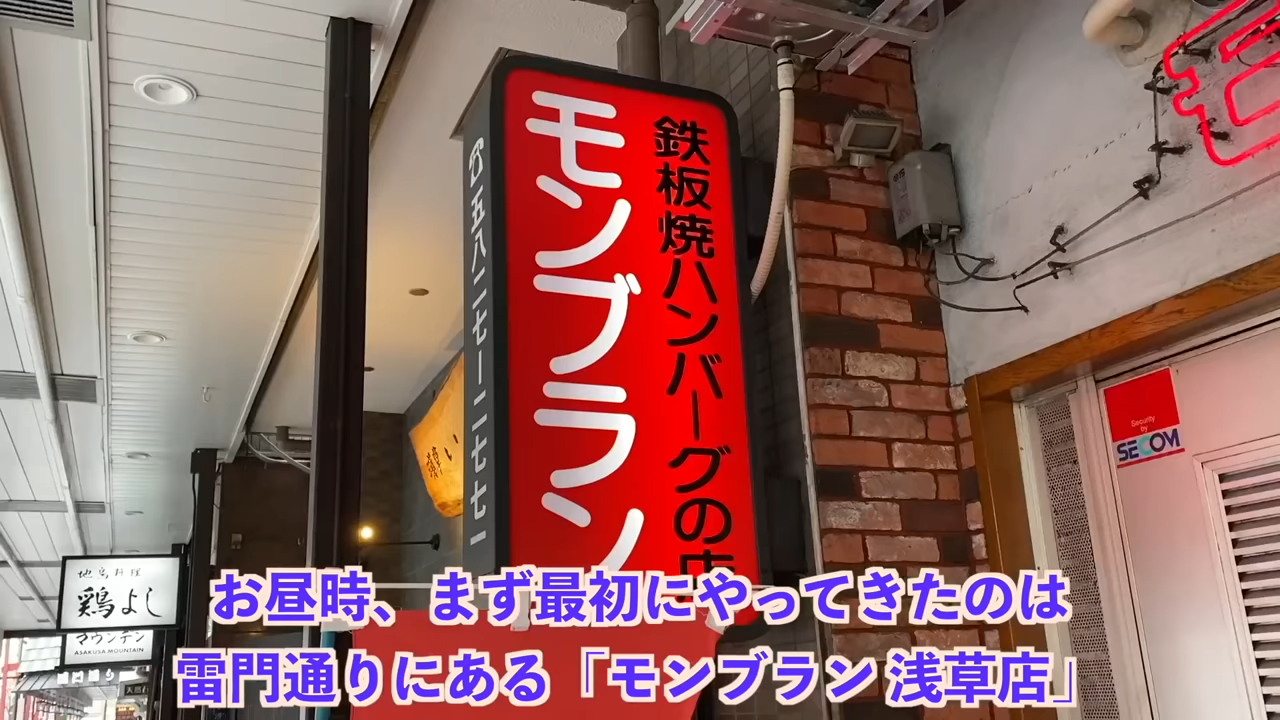 モンブラン
鉄板焼ハンバーグの店
五八二七ー二七七一
Security
by
SECOM
地鳥料理
鶏よし
マウンテン
ASAKUSA MOUNTAIN
お昼時、まず最初にやってきたのは
雷門通りにある「モンブラン 浅草店」